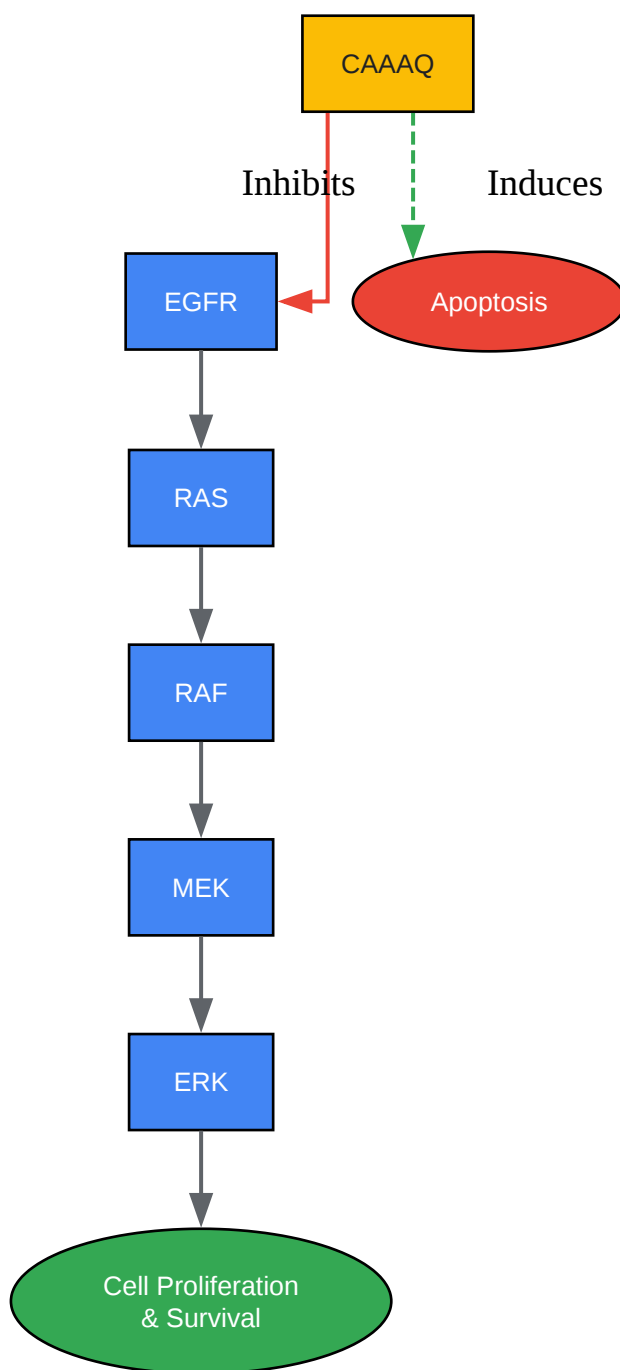 CAAAQ
Inhibits
Induces
EGFR
Apoptosis
RAS
RAF
MEK
ERK
Cell Proliferation
& Survival